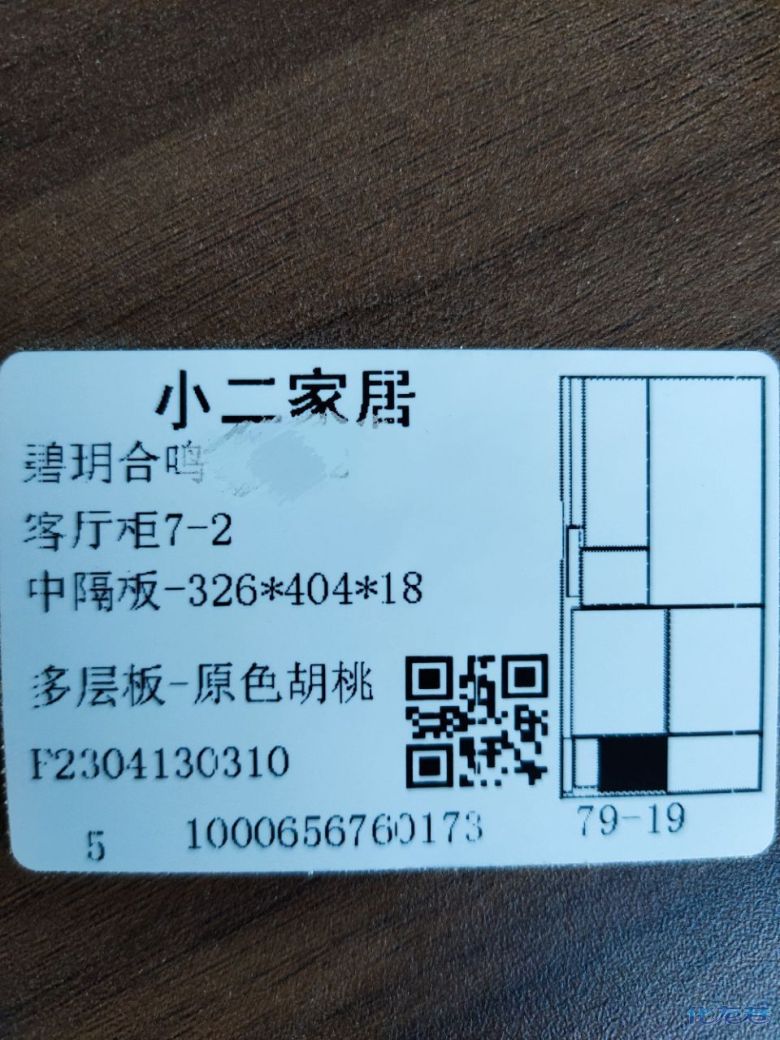 小二家居
碧玥合鸣
客厅柜7-2
中隔板-326*404*18
多层板-原色胡桃
F2304130310
5 1000656760173
79-19